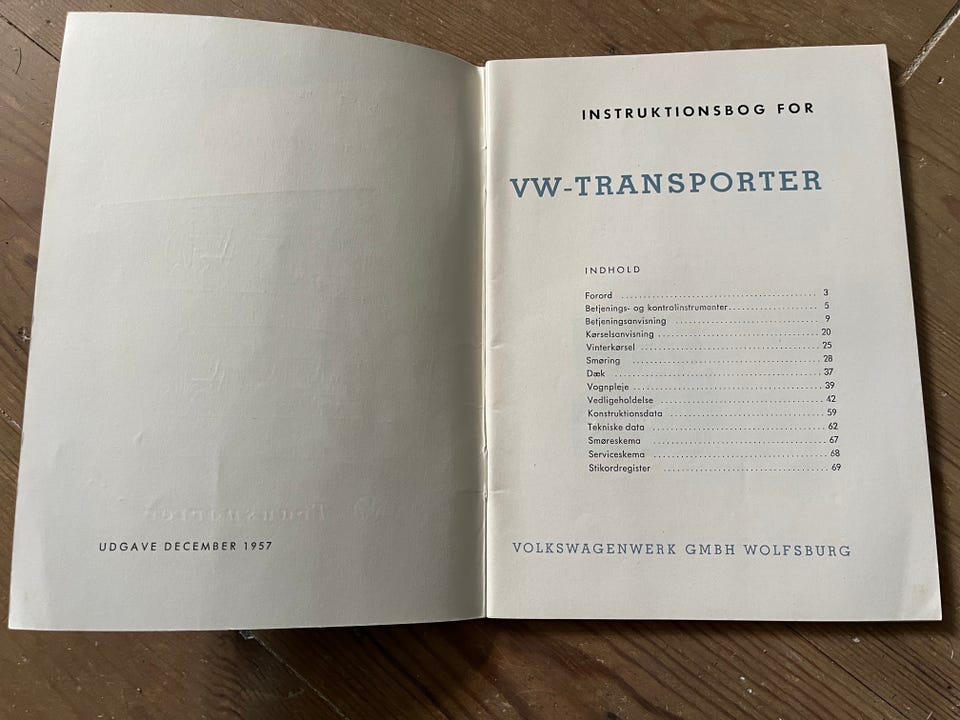 UDGAVE DECEMBER 1957
INSTRUKTIONSBOG FOR
VW-TRANSPORTER
INDHOLD
Forord .......... 3
Betjenings- og kontrolinstrumenter .......... 5
Betjeningsanvisning .......... 9
Kørselsanvisning .......... 20
Vinterkørsel .......... 25
Smøring .......... 28
Dæk .......... 37
Vognpleje .......... 39
Vedligeholdelse .......... 42
Konstruktionsdata .......... 59
Tekniske data .......... 62
Smøreskema .......... 67
Serviceskema .......... 68
Stikordregister .......... 69
VOLKSWAGENWERK GMBH WOLFSBURG